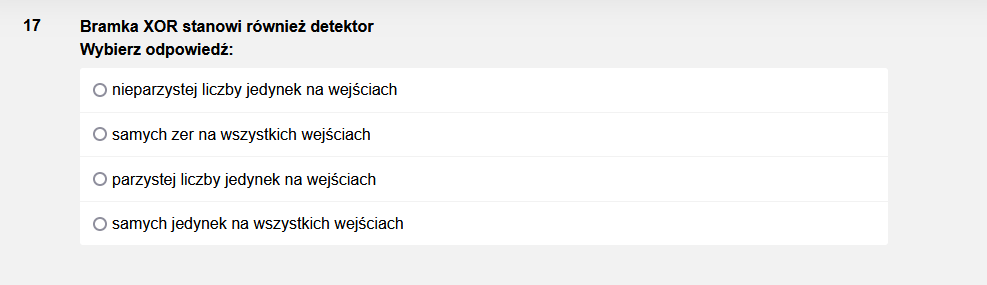 17
Bramka XOR stanowi również detektor
Wybierz odpowiedź:
nieparzystej liczby jedynek na wejściach
samych zer na wszystkich wejściach
parzystej liczby jedynek na wejściach
samych jedynek na wszystkich wejściach